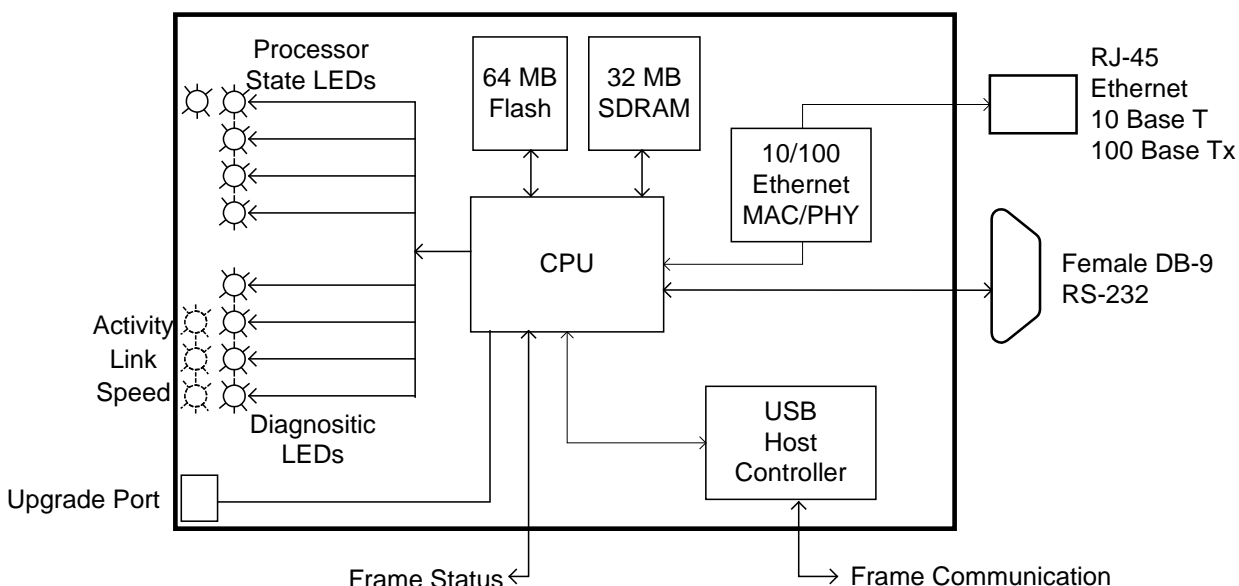 Processor
State LEDs
64 MB
Flash
32 MB
SDRAM
RJ-45
Ethernet
10 Base T
100 Base Tx
10/100
Ethernet
MAC/PHY
CPU
Female DB-9
RS-232
Activity
Link
Speed
Diagnositic
LEDs
USB
Host
Controller
Upgrade Port
Frame Status
Frame Communication